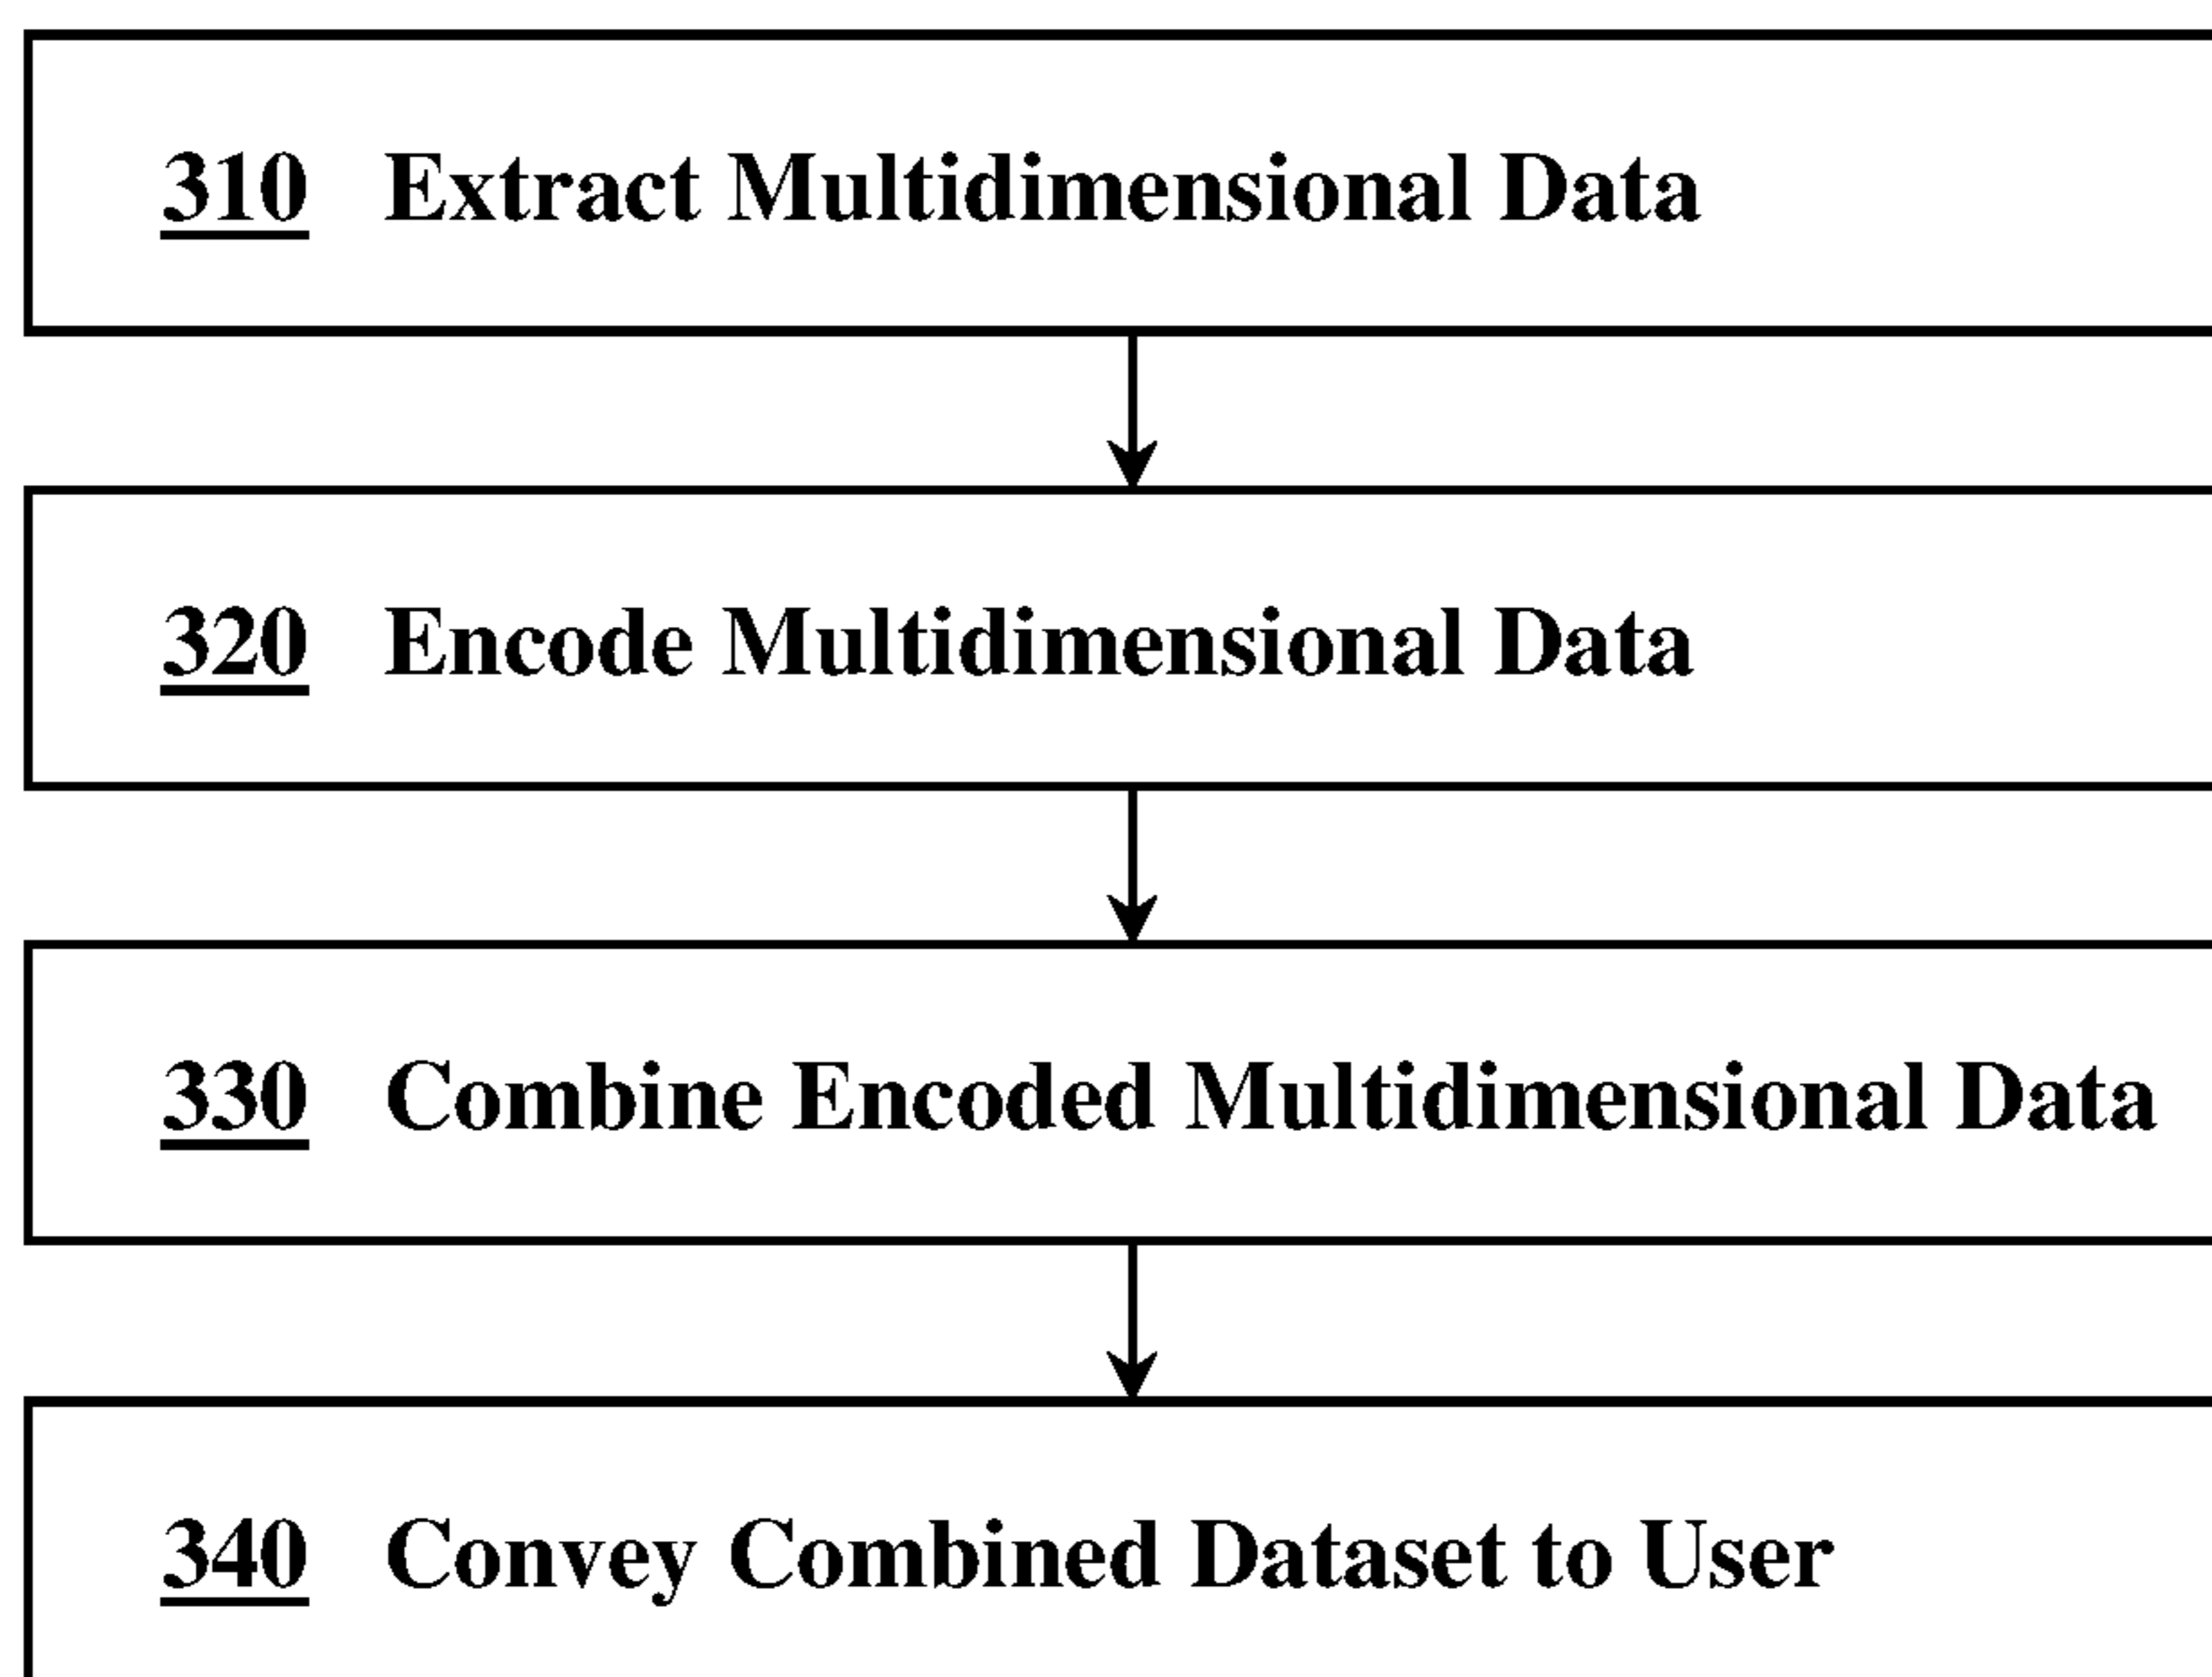 310 Extract Multidimensional Data
320 Encode Multidimensional Data
330 Combine Encoded Multidimensional Data
340 Convey Combined Dataset to User